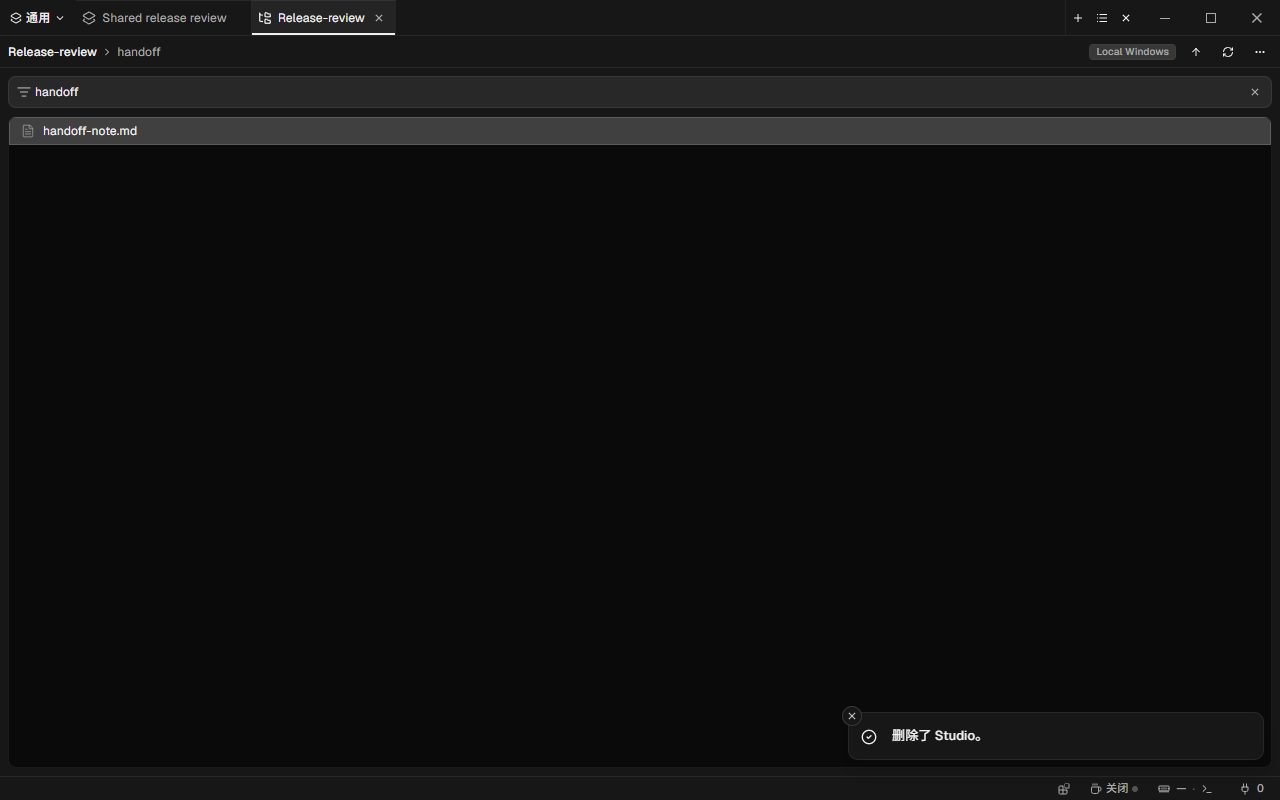 通用
Shared release review
Release-review
Release-review > handoff
Local Windows
handoff
handoff-note.md
删除了 Studio。
关闭
0